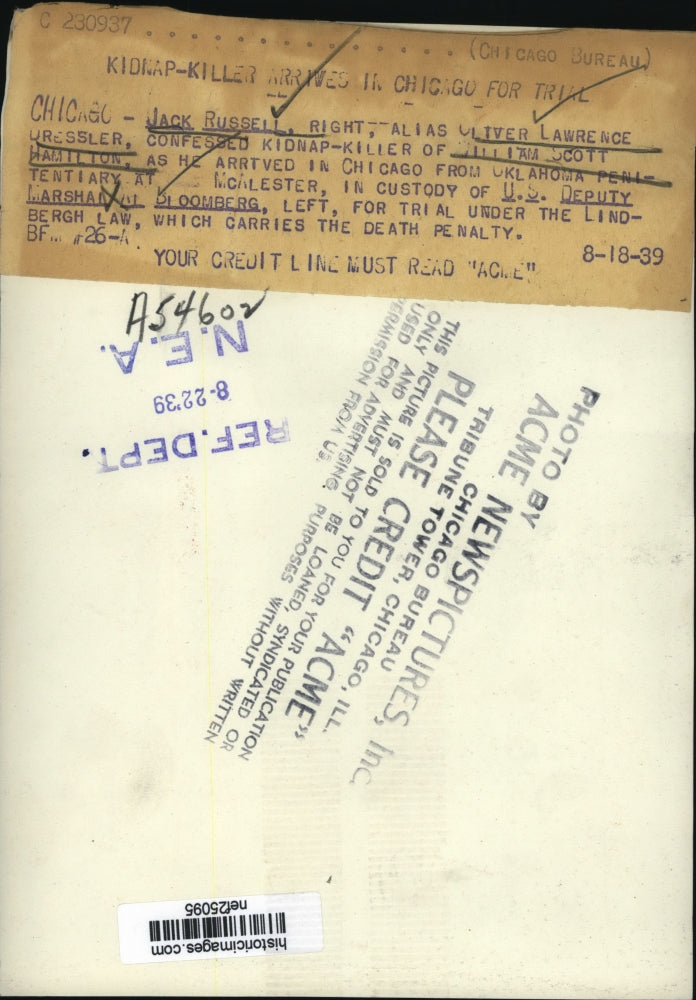 C 230937 . . . . . . . . . . . . . . (CHICAGO BUREAU)
KIDNAP-KILLER ARRIVES IN CHICAGO FOR TRIAL
CHICAGO - JACK RUSSELL, RIGHT, ALIAS OLIVER LAWRENCE
DRESSLER, CONFESSED KIDNAP-KILLER OF WILLIAM SCOTT
HAMILTON, AS HE ARRTVED IN CHICAGO FROM OKLAHOMA PENI-
TENTIARY AT MCALESTER, IN CUSTODY OF U.S. DEPUTY
MARSHAL BLOOMBERG, LEFT, FOR TRIAL UNDER THE LIND-
BERGH LAW, WHICH CARRIES THE DEATH PENALTY.
8-18-39
YOUR CREDIT LINE MUST READ "ACME"
A54602
N.E.A.
8-22'39
REF. DEPT.
PHOTO BY
ACME NEWSPICTURES, Inc.
CHICAGO BUREAU
TRIBUNE TOWER, CHICAGO, ILL.
PLEASE CREDIT "ACME"
THIS PICTURE IS SOLD TO YOU FOR YOUR PUBLICATION
ONLY AND MUST NOT BE LOANED, SYNDICATED OR
USED FOR ADVERTISING PURPOSES WITHOUT WRITTEN
PERMISSION FROM US.
historicimages.com
nef25095